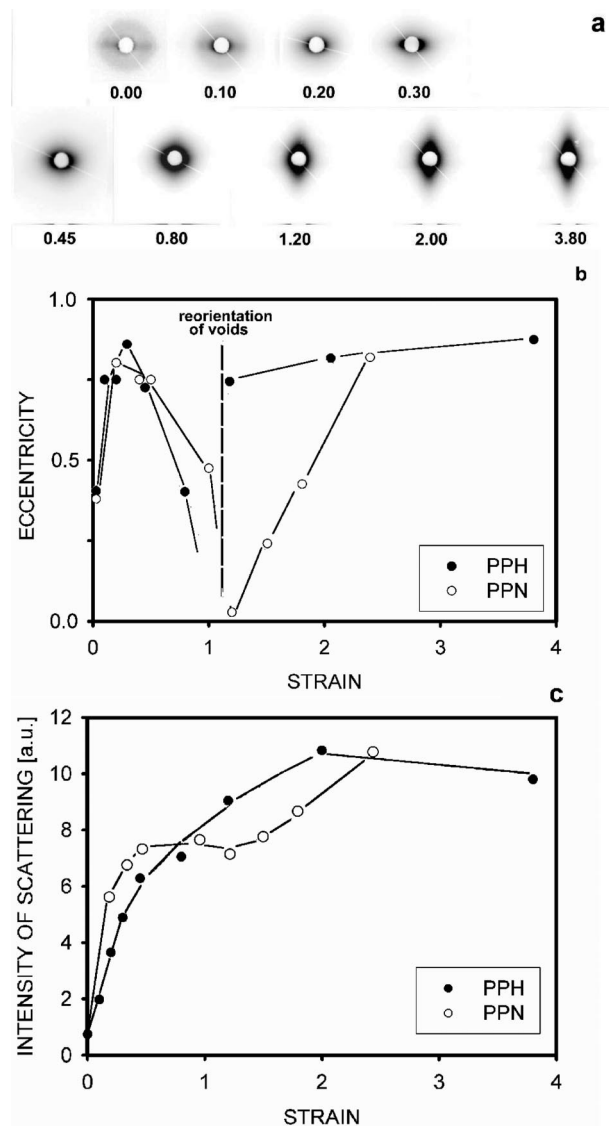 a
0.00 0.10 0.20 0.30
0.45 0.80 1.20 2.00 3.80
b
1.0
reorientation
of voids
ECCENTRICITY
0.5
PPH
PPN
0.0
0 1 2 3 4
STRAIN
c
12
10
8
6
4
2
0
INTENSITY OF SCATTERING [a.u.]
PPH
PPN
0 1 2 3 4
STRAIN